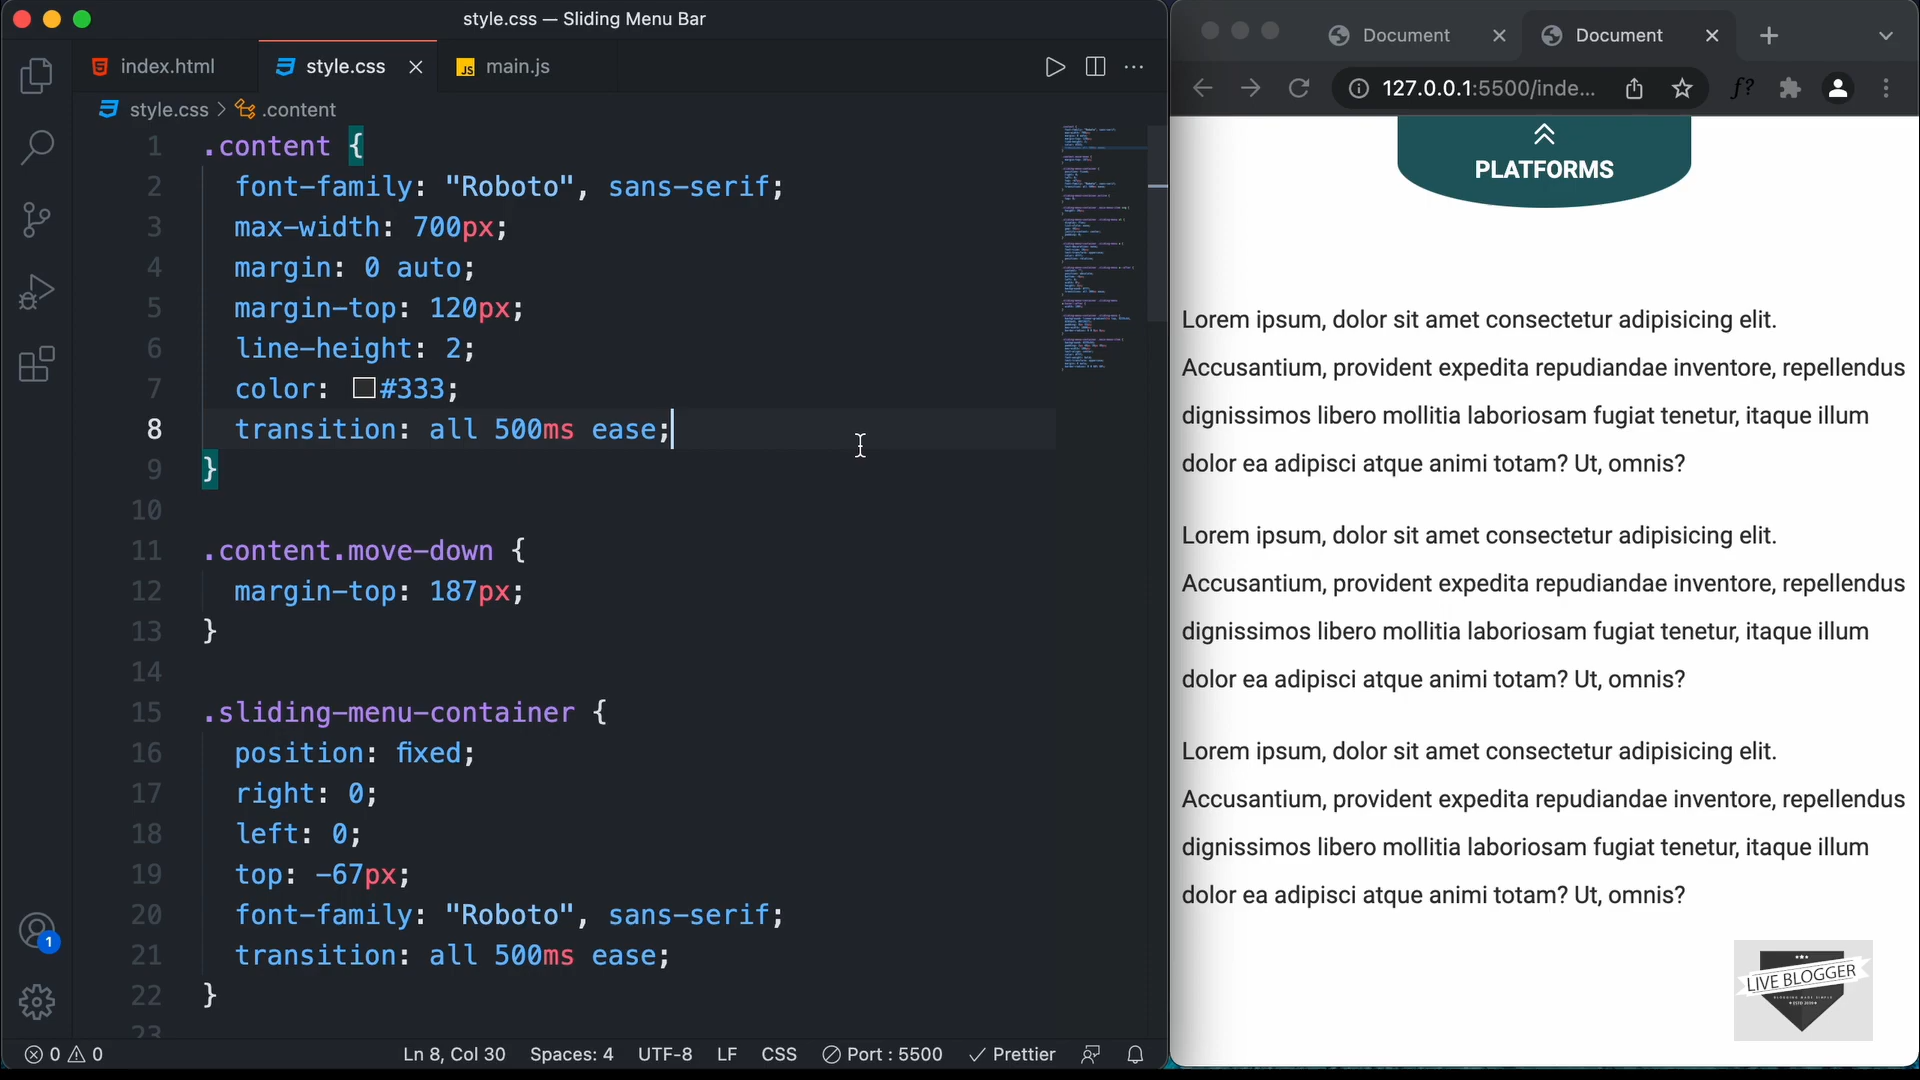 style.css — Sliding Menu Bar
index.html
style.css
JS main.js
style.css > .content
1 .content {
2 font-family: "Roboto", sans-serif;
3 max-width: 700px;
4 margin: 0 auto;
5 margin-top: 120px;
6 line-height: 2;
7 color: #333;
8 transition: all 500ms ease;
9 }
10
11 .content.move-down {
12 margin-top: 187px;
13 }
14
15 .sliding-menu-container {
16 position: fixed;
17 right: 0;
18 left: 0;
19 top: -67px;
20 font-family: "Roboto", sans-serif;
21 transition: all 500ms ease;
22 }
23
1
0 0
Ln 8, Col 30
Spaces: 4
UTF-8
LF
CSS
Port : 5500
Prettier
Document
Document
127.0.0.1:5500/inde...
f?
PLATFORMS
Lorem ipsum, dolor sit amet consectetur adipisicing elit.
Accusantium, provident expedita repudiandae inventore, repellendus
dignissimos libero mollitia laboriosam fugiat tenetur, itaque illum
dolor ea adipisci atque animi totam? Ut, omnis?
Lorem ipsum, dolor sit amet consectetur adipisicing elit.
Accusantium, provident expedita repudiandae inventore, repellendus
dignissimos libero mollitia laboriosam fugiat tenetur, itaque illum
dolor ea adipisci atque animi totam? Ut, omnis?
Lorem ipsum, dolor sit amet consectetur adipisicing elit.
Accusantium, provident expedita repudiandae inventore, repellendus
dignissimos libero mollitia laboriosam fugiat tenetur, itaque illum
dolor ea adipisci atque animi totam? Ut, omnis?
LIVE BLOGGER